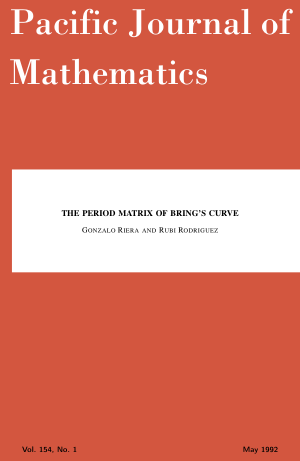 Pacific Journal of
Mathematics
THE PERIOD MATRIX OF BRING'S CURVE
GONZALO RIERA AND RUBI RODRIGUEZ
Vol. 154, No. 1
May 1992